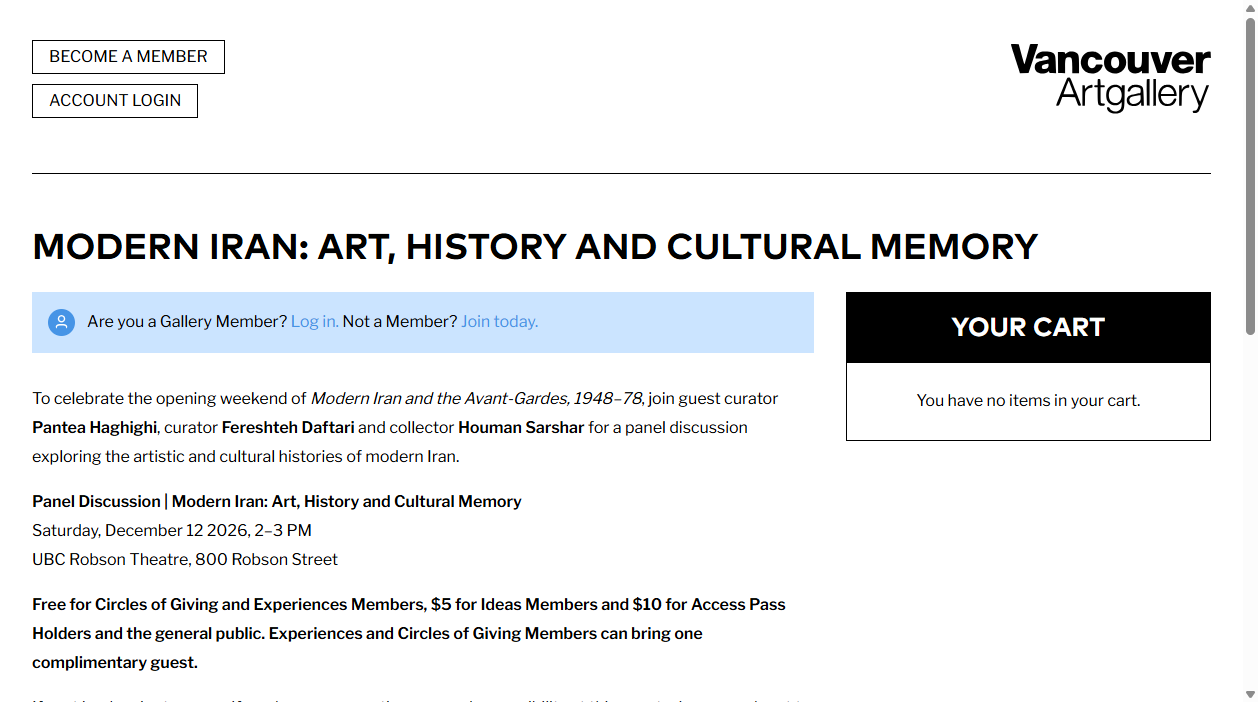 BECOME A MEMBER
ACCOUNT LOGIN
Vancouver
Artgallery
MODERN IRAN: ART, HISTORY AND CULTURAL MEMORY
Are you a Gallery Member? Log in. Not a Member? Join today.
YOUR CART
You have no items in your cart.
To celebrate the opening weekend of Modern Iran and the Avant-Gardes, 1948–78, join guest curator
Pantea Haghighi, curator Fereshteh Daftari and collector Houman Sarshar for a panel discussion
exploring the artistic and cultural histories of modern Iran.
Panel Discussion | Modern Iran: Art, History and Cultural Memory
Saturday, December 12 2026, 2–3 PM
UBC Robson Theatre, 800 Robson Street
Free for Circles of Giving and Experiences Members, $5 for Ideas Members and $10 for Access Pass
Holders and the general public. Experiences and Circles of Giving Members can bring one
complimentary guest.